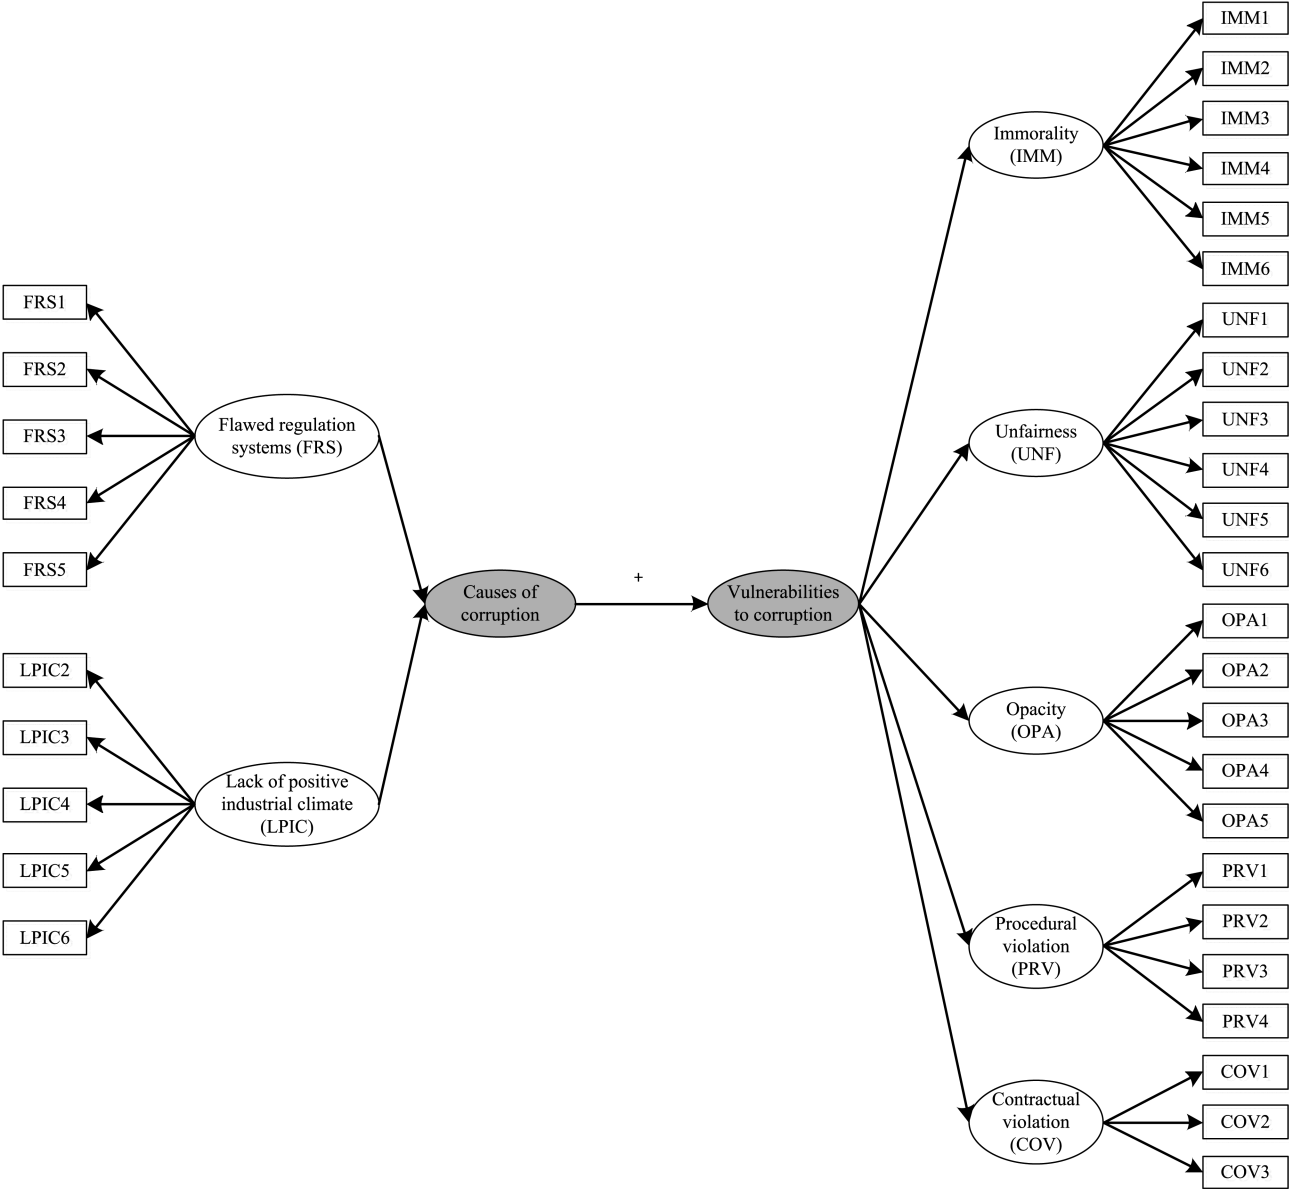 FRS1
FRS2
FRS3
FRS4
FRS5
Flawed regulation
systems (FRS)
LPIC2
LPIC3
LPIC4
LPIC5
LPIC6
Lack of positive
industrial climate
(LPIC)
Causes of
corruption
+
Vulnerabilities
to corruption
Immorality
(IMM)
IMM1
IMM2
IMM3
IMM4
IMM5
IMM6
Unfairness
(UNF)
UNF1
UNF2
UNF3
UNF4
UNF5
UNF6
Opacity
(OPA)
OPA1
OPA2
OPA3
OPA4
OPA5
Procedural
violation
(PRV)
PRV1
PRV2
PRV3
PRV4
Contractual
violation
(COV)
COV1
COV2
COV3